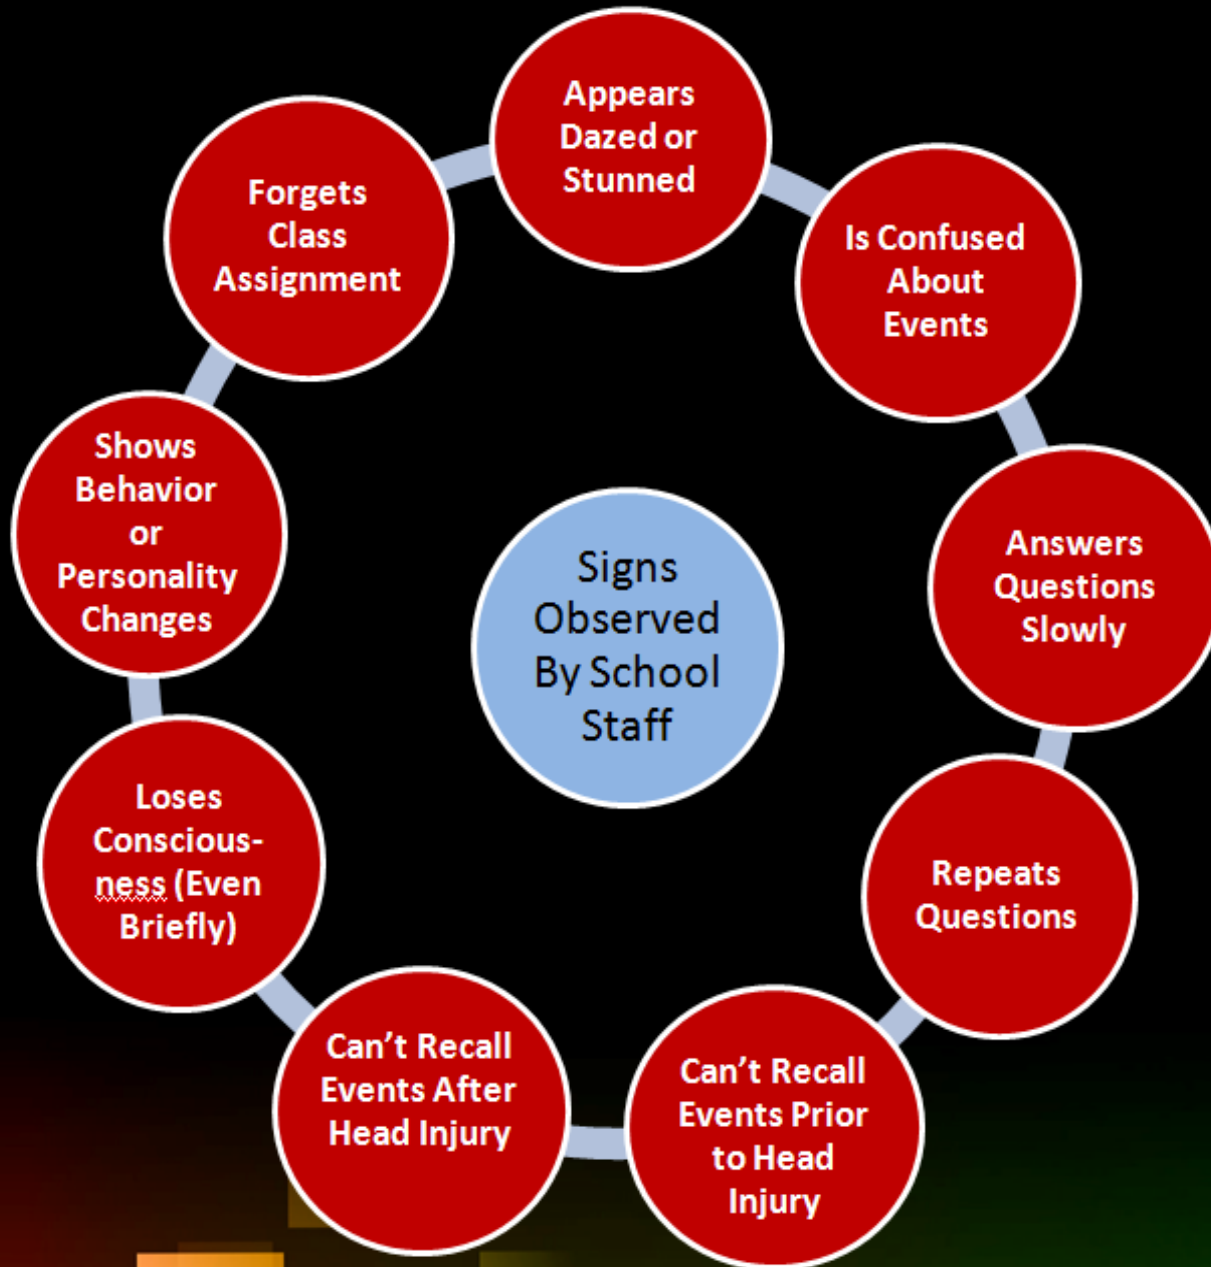 Appears
Dazed or
Stunned
Is Confused
About
Events
Answers
Questions
Slowly
Repeats
Questions
Can't Recall
Events Prior
to Head
Injury
Can't Recall
Events After
Head Injury
Loses
Conscious-
ness (Even
Briefly)
Shows
Behavior
or
Personality
Changes
Forgets
Class
Assignment
Signs
Observed
By School
Staff